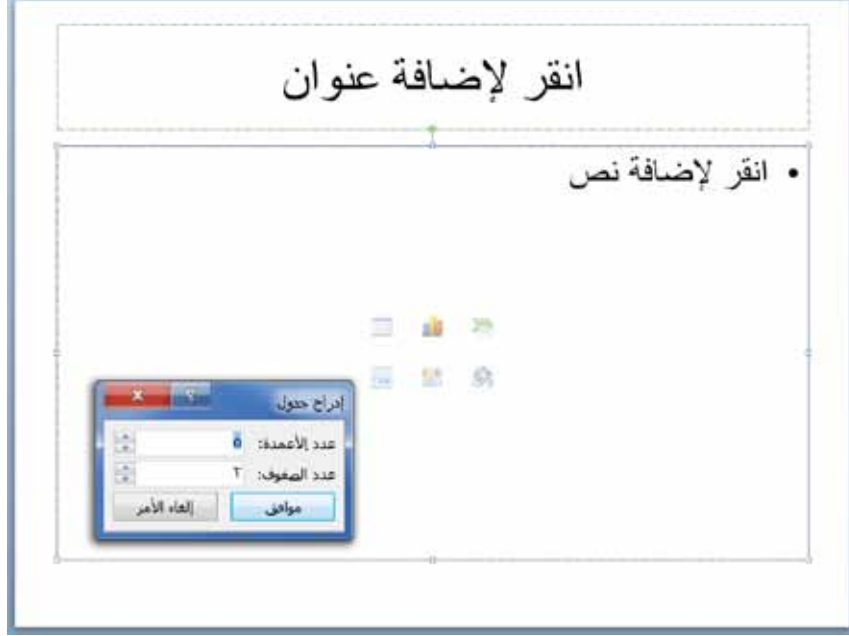 انقر لإضافة عنوان
• انقر لإضافة نص
إدراج جدول
عدد الأعمدة: ٥
عدد الصفوف: ٢
موافق
إلغاء الأمر